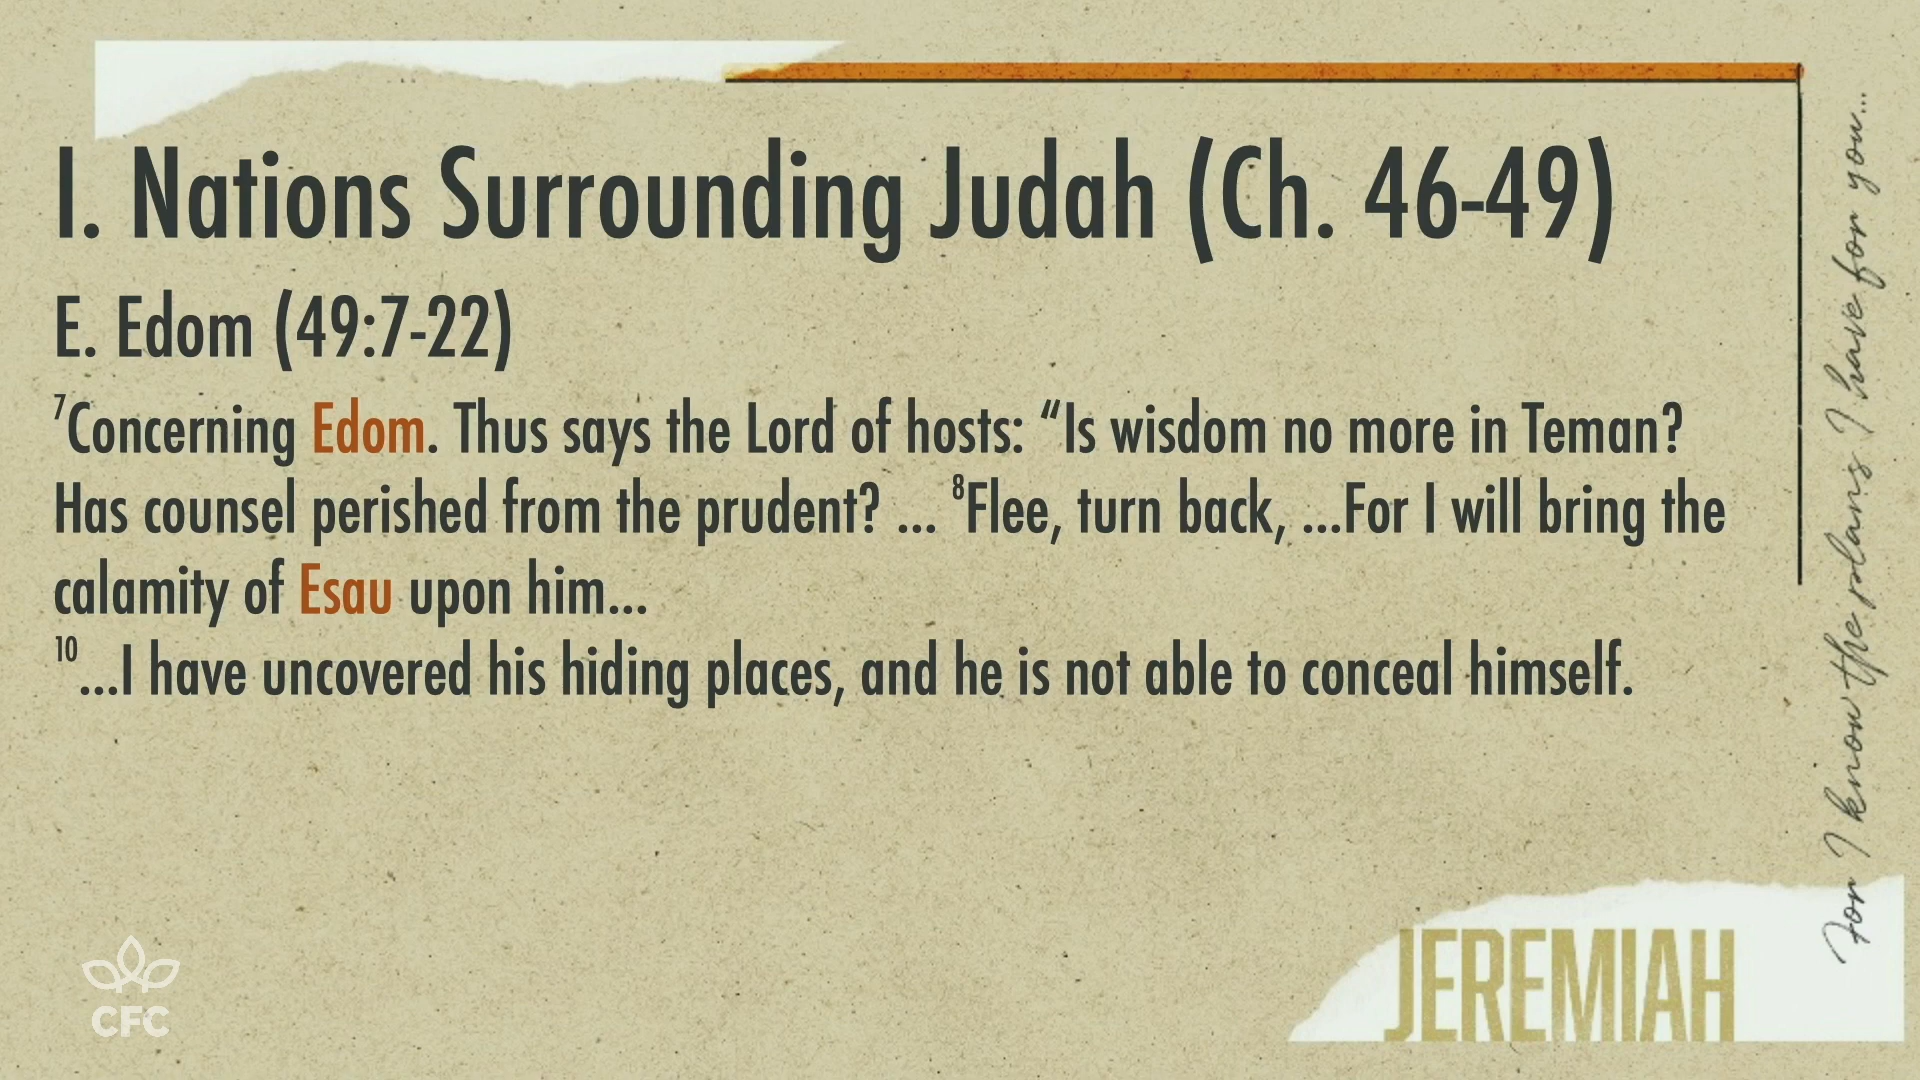 I. Nations Surrounding Judah (Ch. 46-49)
E. Edom (49:7-22)
7Concerning Edom. Thus says the Lord of hosts: “Is wisdom no more in Teman?
Has counsel perished from the prudent? ... 8Flee, turn back, ...For I will bring the
calamity of Esau upon him...
10...I have uncovered his hiding places, and he is not able to conceal himself.
For I know the plans I have for you...
JEREMIAH
CFC